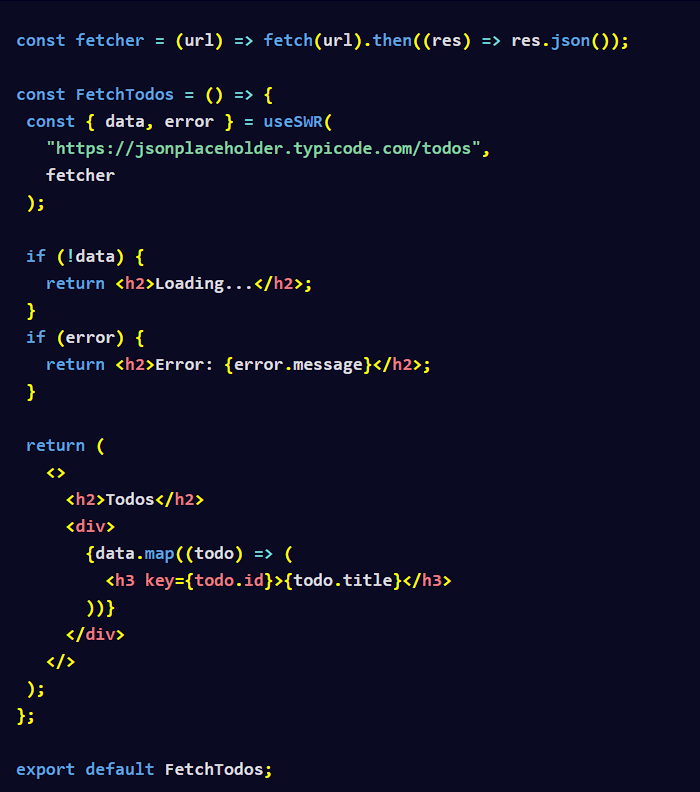 const fetcher = (url) => fetch(url).then((res) => res.json());

const FetchTodos = () => {
 const { data, error } = useSWR(
   "https://jsonplaceholder.typicode.com/todos",
   fetcher
 );

 if (!data) {
   return <h2>Loading...</h2>;
 }
 if (error) {
   return <h2>Error: {error.message}</h2>;
 }

 return (
   <>
     <h2>Todos</h2>
     <div>
       {data.map((todo) => (
         <h3 key={todo.id}>{todo.title}</h3>
       ))}
     </div>
   </>
 );
};

export default FetchTodos;